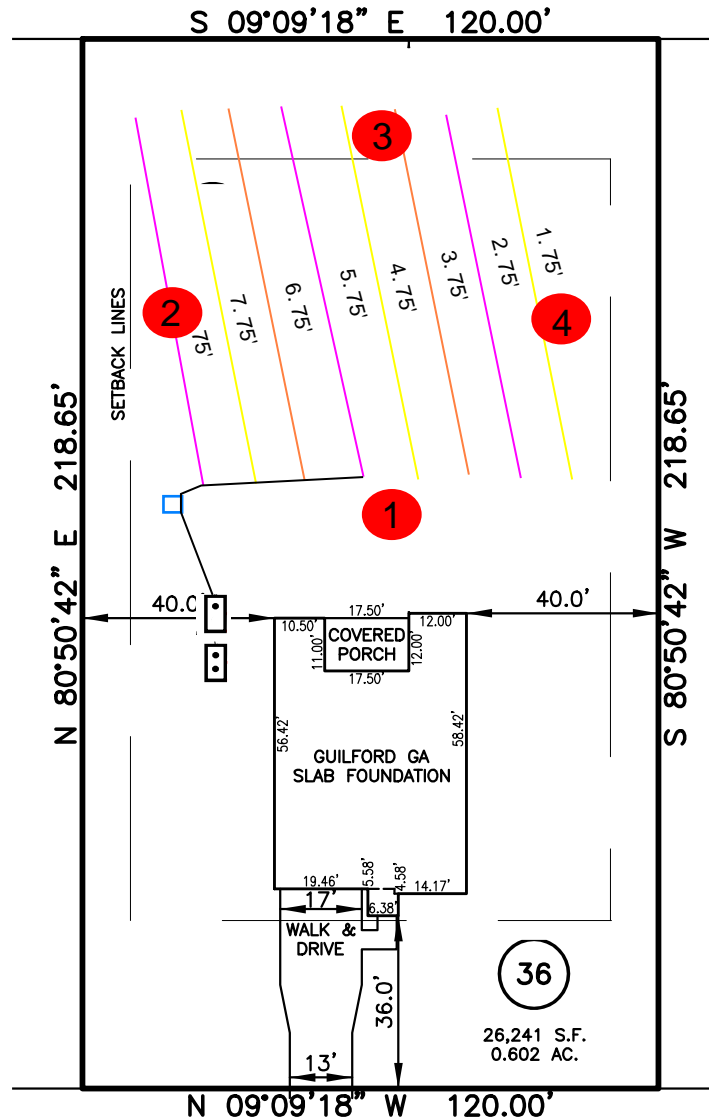 S 09°09'18" E 120.00'
3
1. 75'
2. 75'
3. 75'
4. 75'
5. 75'
6. 75'
7. 75'
75'
2
4
SETBACK LINES
N 80°50'42" E 218.65'
S 80°50'42" W 218.65'
1
40.0'
40.0'
17.50'
10.50'
12.00'
COVERED
PORCH
11.00'
12.00'
17.50'
56.42'
58.42'
GUILFORD GA
SLAB FOUNDATION
19.46'
5.58'
4.58'
14.17'
17'
6.38'
WALK &
DRIVE
36.0'
36
26,241 S.F.
0.602 AC.
13'
N 09°09'18" W 120.00'